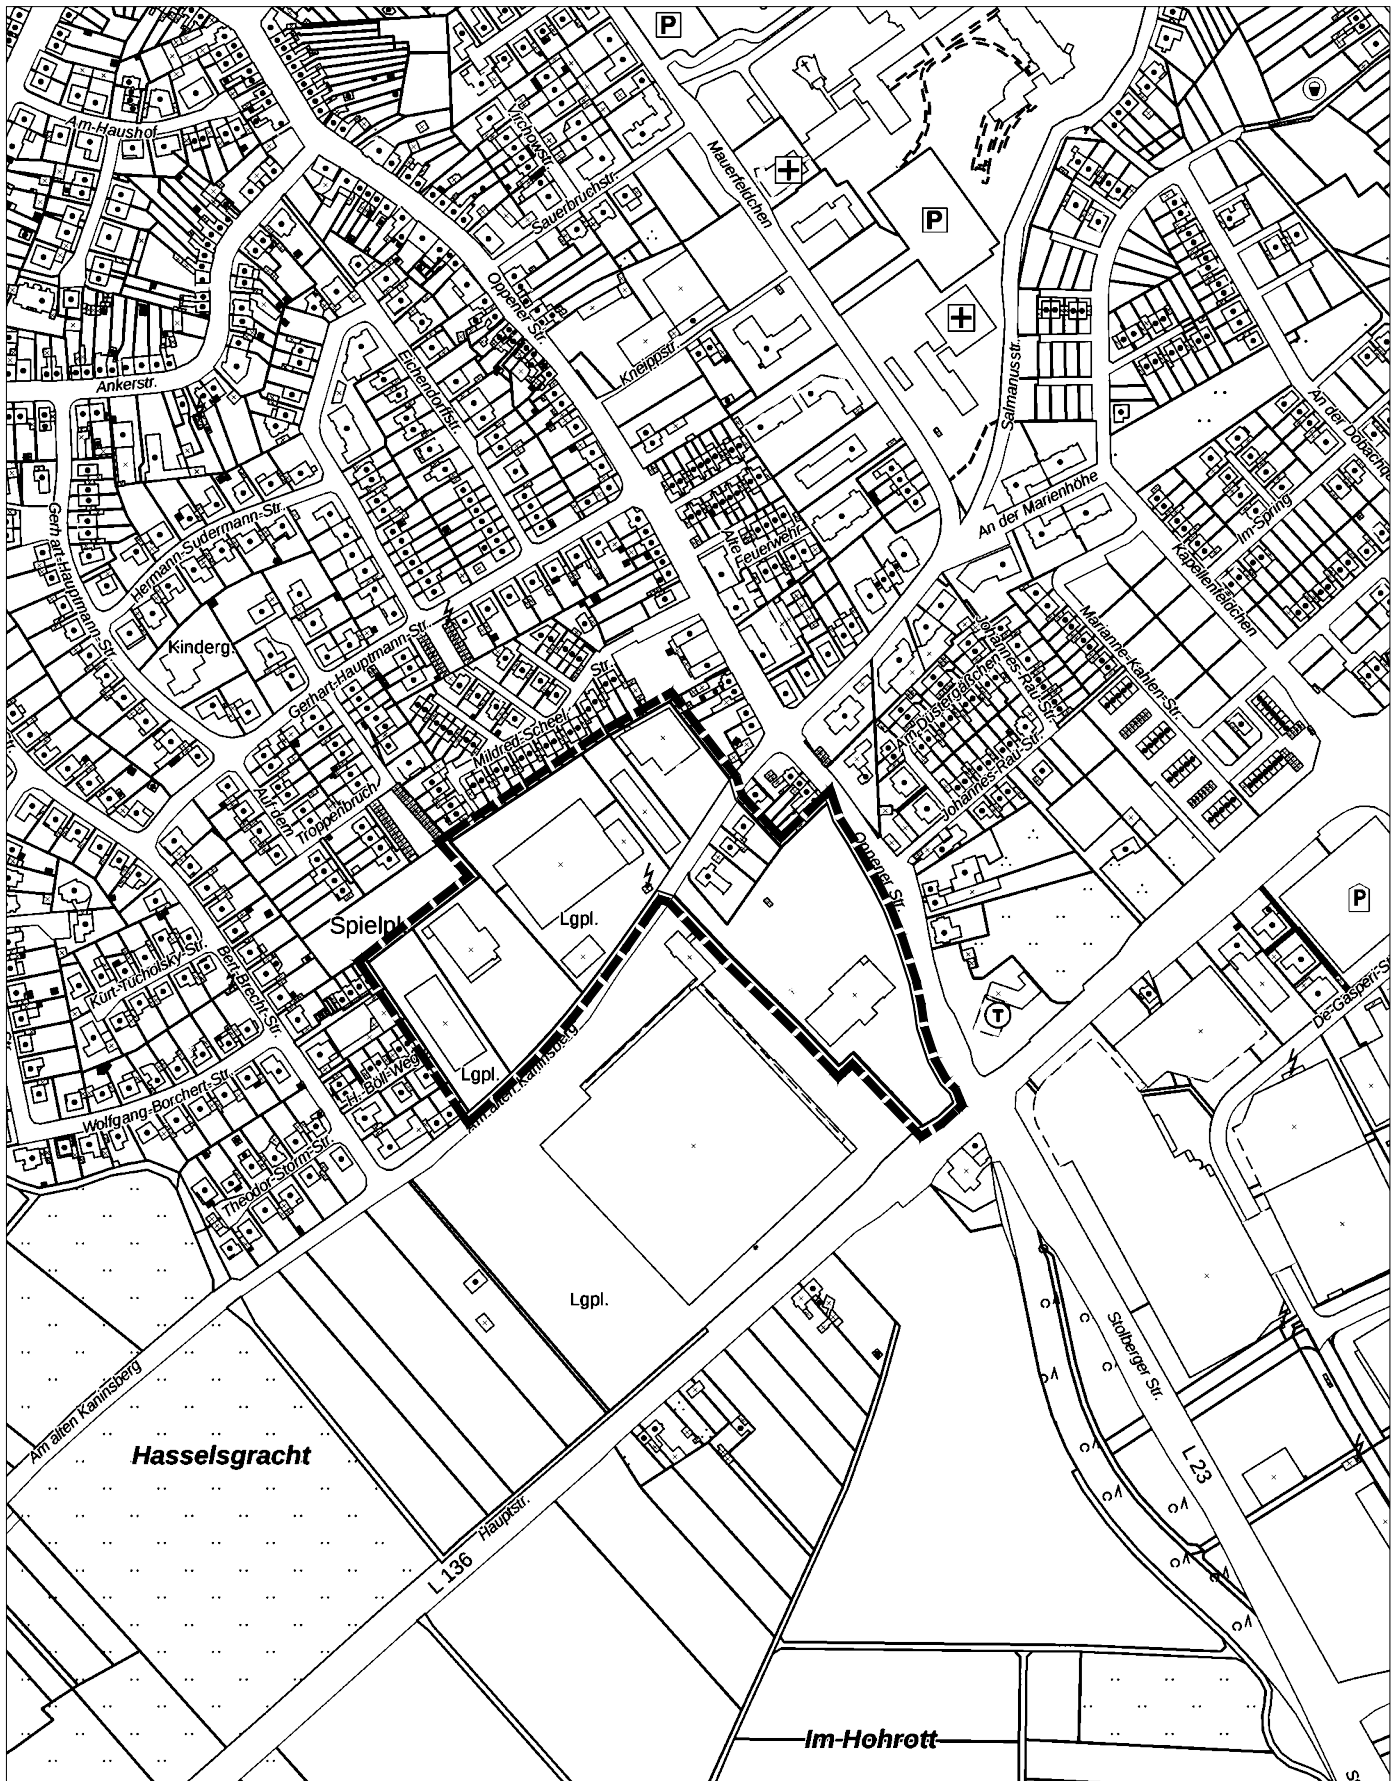 P
Am-Haushof
Virchowstr.
Sauerbruchstr.
Mauerfeldchen
P
Oppener Str.
Kneippstr.
Eichendorffstr.
Ankerstr.
Salmanusstr.
An der Dobach
An der Marienhöhe
Im-Spring
Kapellenfeldchen
Alte Feuerwehr
Gerhart-Hauptmann-Str.
Hermann-Sudermann-Str.
Kinderg.
Gerhart-Hauptmann-Str.
Marianne-Kahlen-Str.
Johannes-Rau-Str.
Am-Düstergäßchen
Johannes-Rau-Str.
Mildred-Scheel-
Str.
Auf dem
Troppenbruch
Oppener Str.
P
Spielpl.
Lgpl.
Kurt-Tucholsky-Str.
Bert-Brecht-Str.
De-Gasperi-St
T
Am alten Kaninsberg
Lgpl.
H.-Böll-Weg
Wolfgang-Borchert-Str.
Theodor-Storm-Str.
Lgpl.
Stolberger Str.
Am alten Kaninsberg
Hasselsgracht
L 23
Hauptstr.
L 136
Im-Hohrott
S